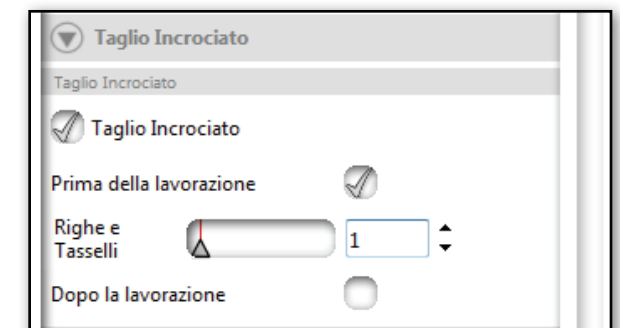 Taglio Incrociato
Taglio Incrociato
Taglio Incrociato
Prima della lavorazione
Righe e
Tasselli
1
Dopo la lavorazione